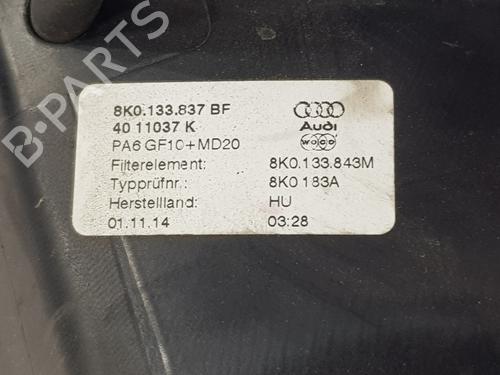 8K0.133.837 BF
40 11037 K
Audi
PA6 GF10+MD20
WOCO
Filterelement: 8K0.133.843M
Typprüfnr.: 8K0 183A
Herstellland: HU
01.11.14 03:28